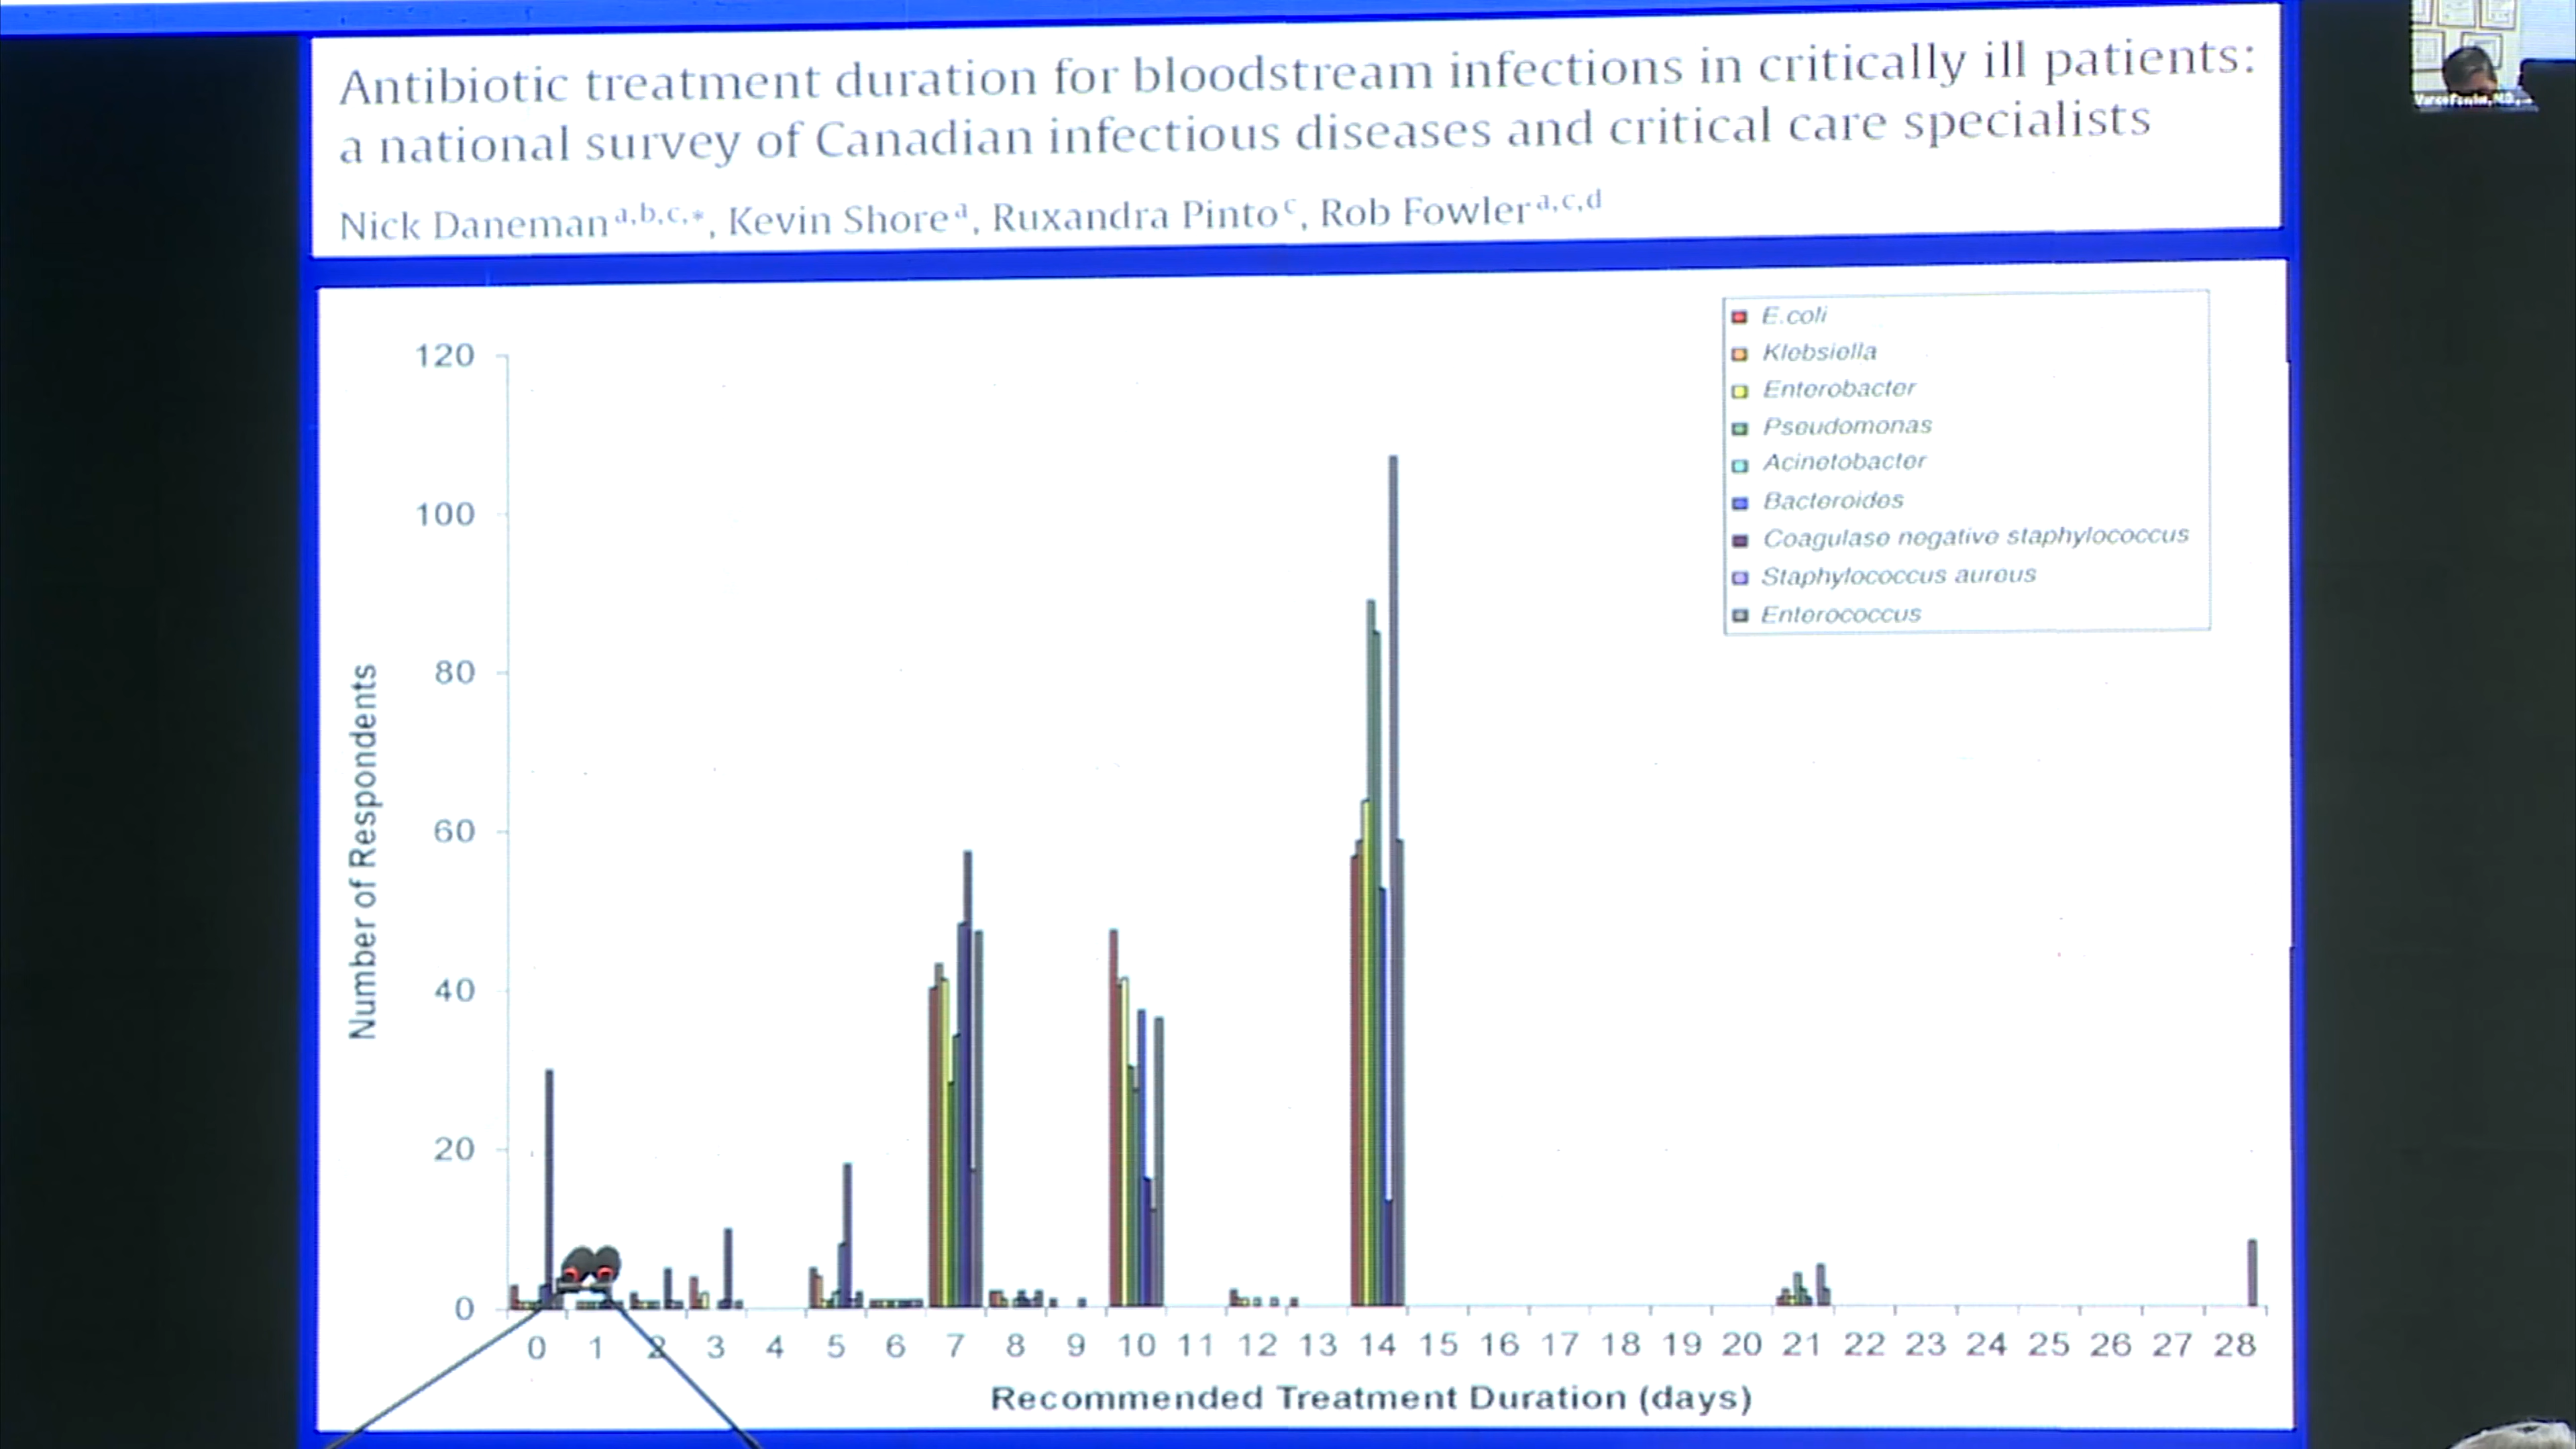 Antibiotic treatment duration for bloodstream infections in critically ill patients:
a national survey of Canadian infectious diseases and critical care specialists
Nick Daneman a,b,c,*, Kevin Shore a, Ruxandra Pinto c, Rob Fowler a,c,d
E.coli
Klebsiella
Enterobacter
Pseudomonas
Acinetobacter
Bacteroides
Coagulase negative staphylococcus
Staphylococcus aureus
Enterococcus
120
100
80
60
40
20
0
Number of Respondents
0 1 2 3 4 5 6 7 8 9 10 11 12 13 14 15 16 17 18 19 20 21 22 23 24 25 26 27 28
Recommended Treatment Duration (days)